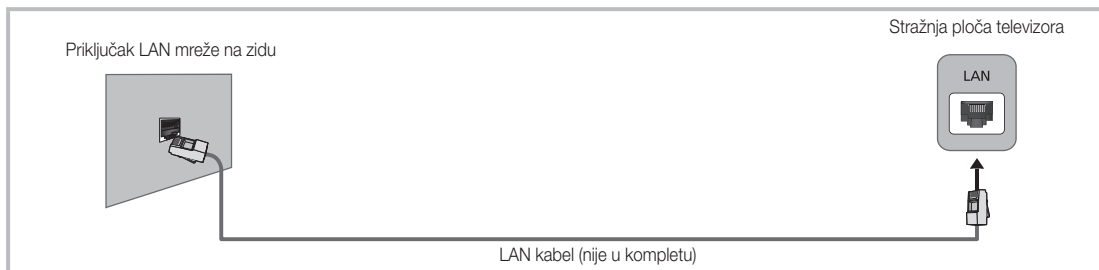 Priključak LAN mreže na zidu
Stražnja ploča televizora
LAN
LAN kabel (nije u kompletu)